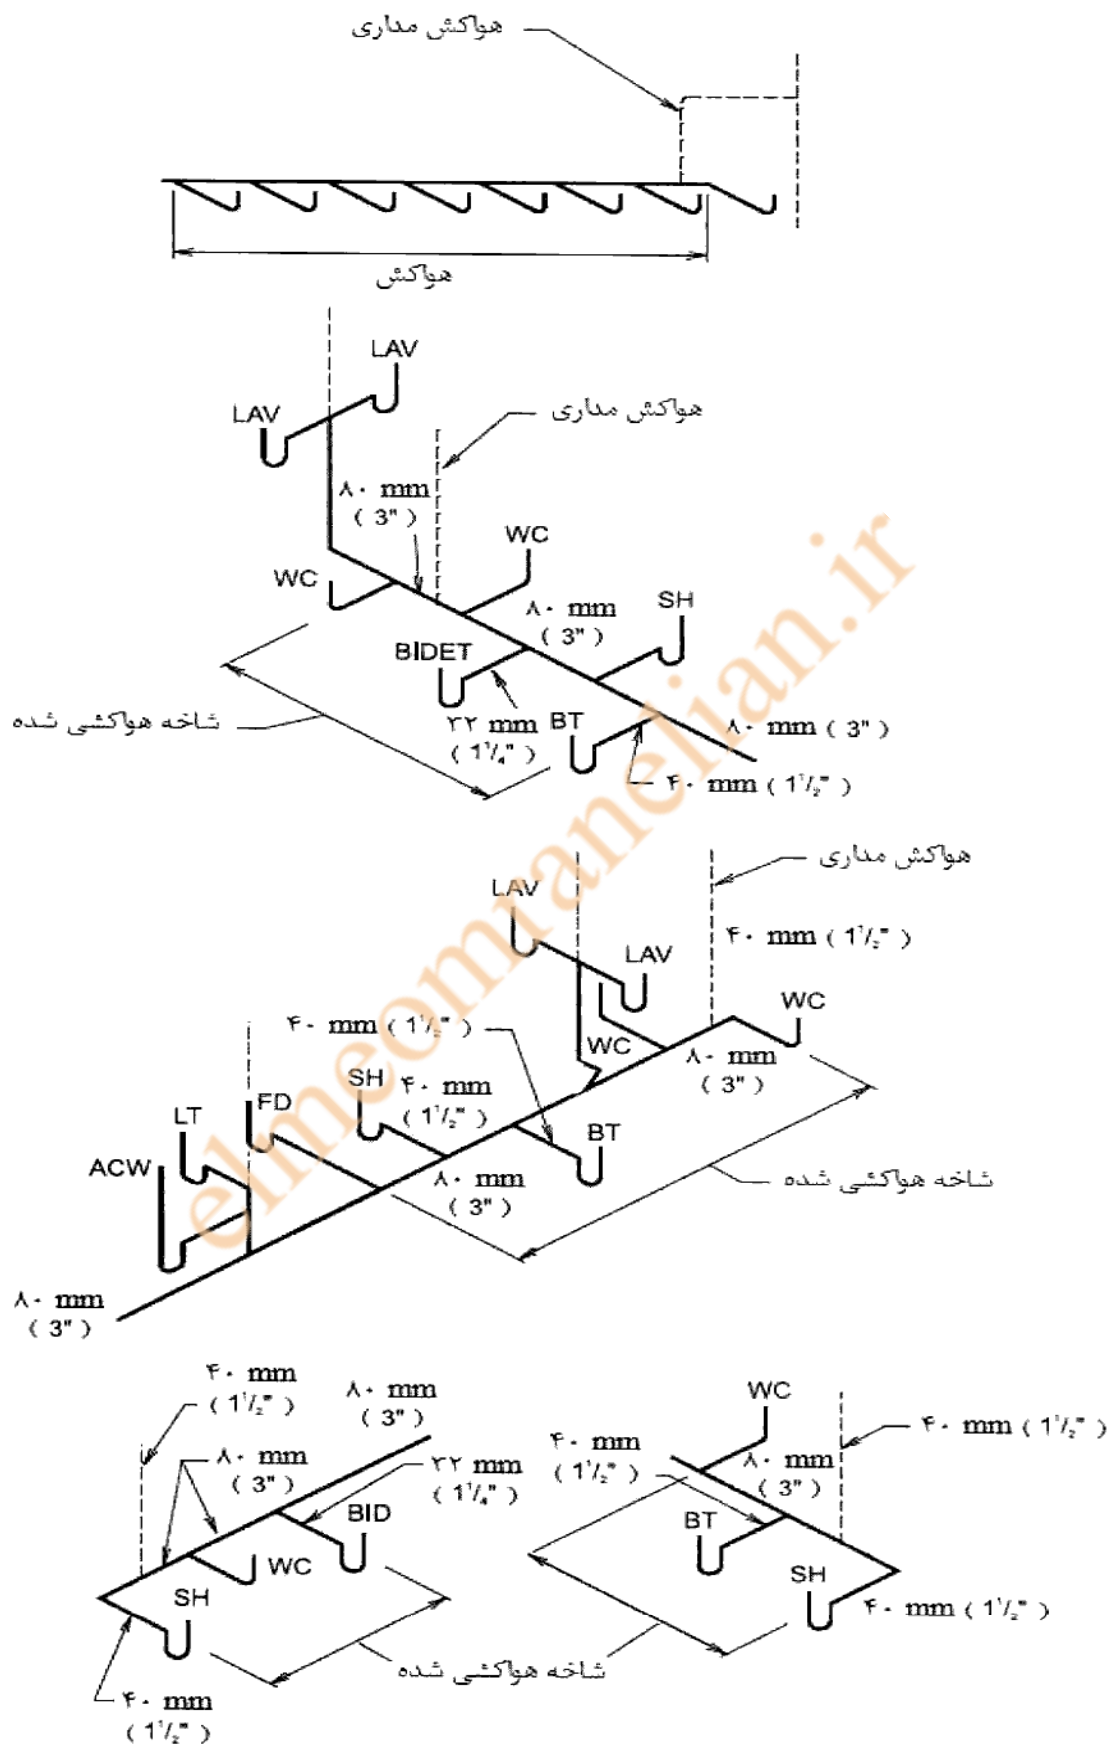 هواکش مداری
هواکش
LAV
LAV
هواکش مداری
۸۰ mm
( 3" )
WC
WC
۸۰ mm
( 3" )
SH
BIDET
۳۲ mm
( 1¹/₄" )
BT
شاخه هواکشی شده
۸۰ mm ( 3" )
۴۰ mm ( 1¹/₂" )
هواکش مداری
LAV
۴۰ mm ( 1¹/₂" )
LAV
WC
۴۰ mm ( 1¹/₂" )
WC
۸۰ mm
( 3" )
SH
۴۰ mm
( 1¹/₂" )
FD
LT
BT
ACW
۸۰ mm
( 3" )
شاخه هواکشی شده
۸۰ mm
( 3" )
۴۰ mm
( 1¹/₂" )
۸۰ mm
( 3" )
۸۰ mm
( 3" )
۳۲ mm
( 1¹/₄" )
BID
WC
SH
۴۰ mm
( 1¹/₂" )
WC
۴۰ mm ( 1¹/₂" )
۴۰ mm
( 1¹/₂" )
۸۰ mm
( 3" )
BT
SH
۴۰ mm ( 1¹/₂" )
شاخه هواکشی شده
elmeomranelian.ir